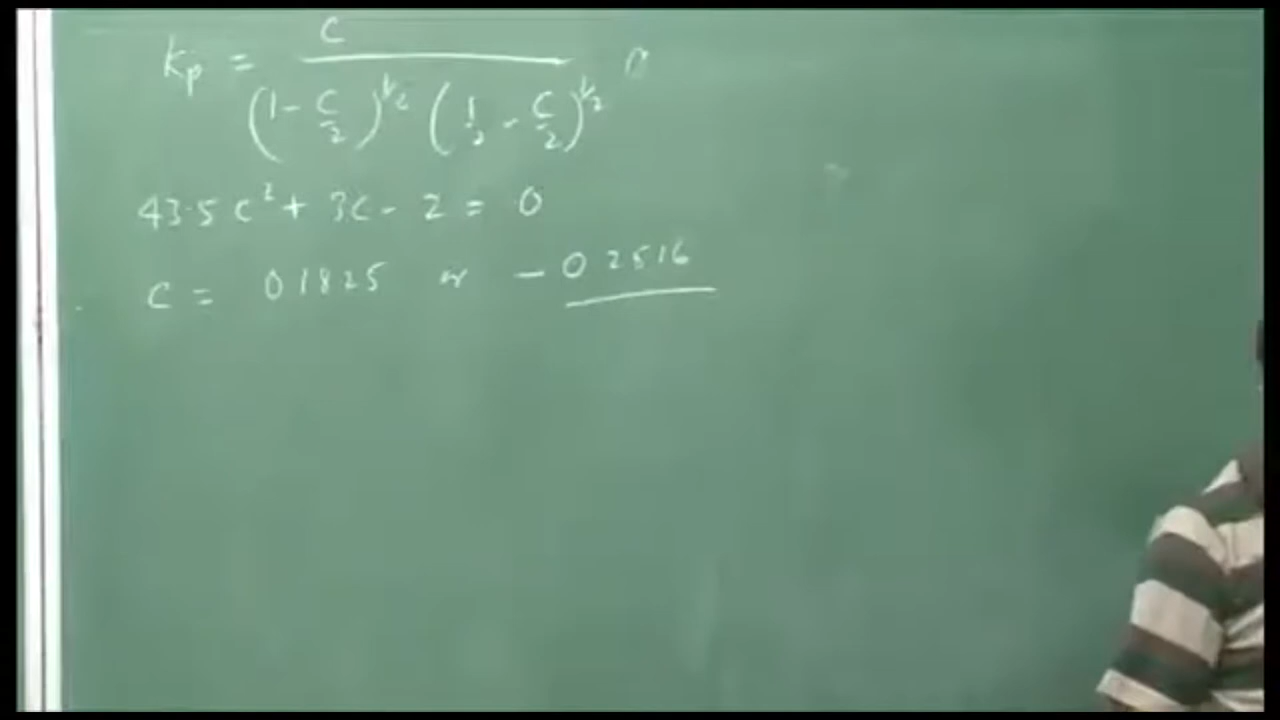 Kp = C / (1 - C/2)^1/2 (1/2 - C/2)^1/2
43.5 C² + 3C - 2 = 0
C = 0.1825 or - 0.2516